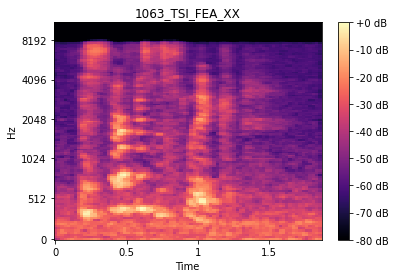 1063_TSI_FEA_XX
+0 dB
8192
-10 dB
4096
-20 dB
-30 dB
2048
Hz
-40 dB
1024
-50 dB
512
-60 dB
-70 dB
0
-80 dB
0
0.5
1
1.5
Time